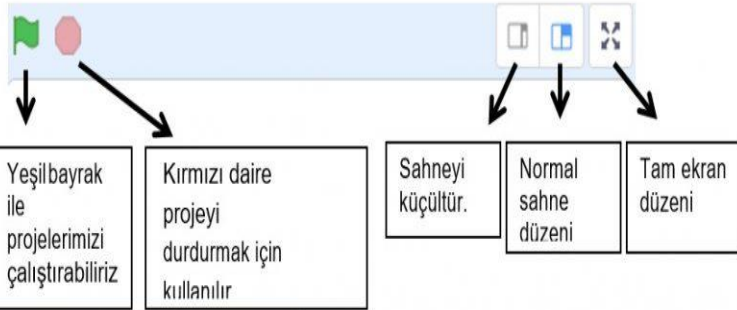 Yeşilbayrak
ile
projelerimizi
çalıştırabiliriz
Kırmızı daire
projeyi
durdurmak için
kullanılır
Sahneyi
küçültür.
Normal
sahne
düzeni
Tam ekran
düzeni